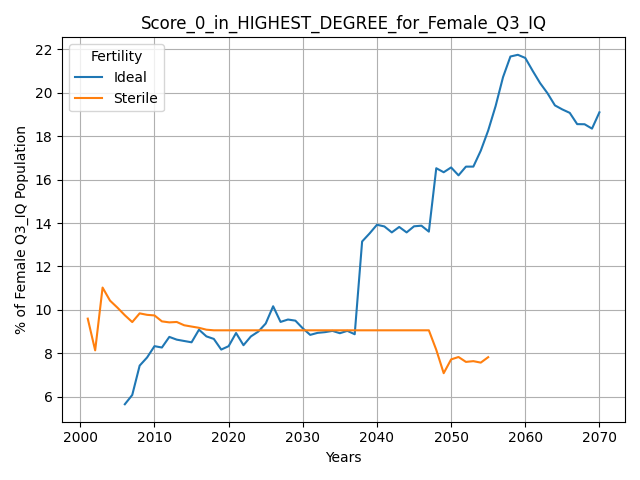 Score_0_in_HIGHEST_DEGREE_for_Female_Q3_IQ
Fertility
Ideal
Sterile
% of Female Q3_IQ Population
22
20
18
16
14
12
10
8
6
2000 2010 2020 2030 2040 2050 2060 2070
Years